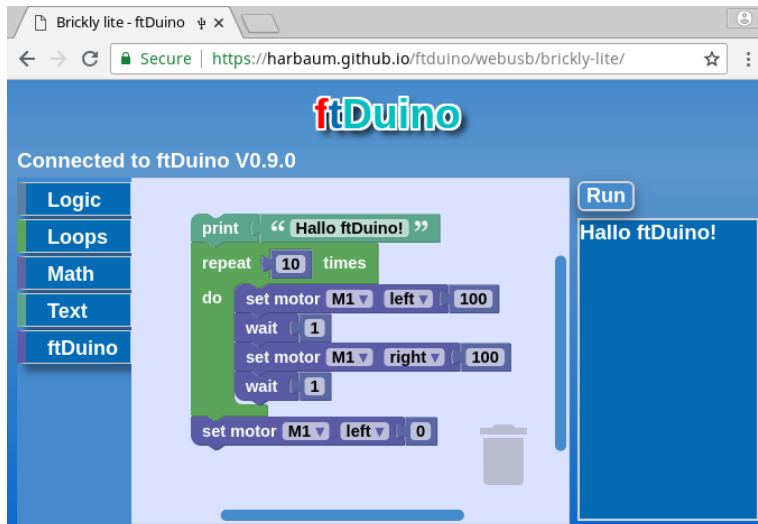 Brickly lite - ftDuino
Secure | https://harbaum.github.io/ftduino/webusb/brickly-lite/
ftDuino
Connected to ftDuino V0.9.0
Logic
Loops
Math
Text
ftDuino
print “ Hallo ftDuino! ”
repeat 10 times
do set motor M1 left 100
wait 1
set motor M1 right 100
wait 1
set motor M1 left 0
Run
Hallo ftDuino!